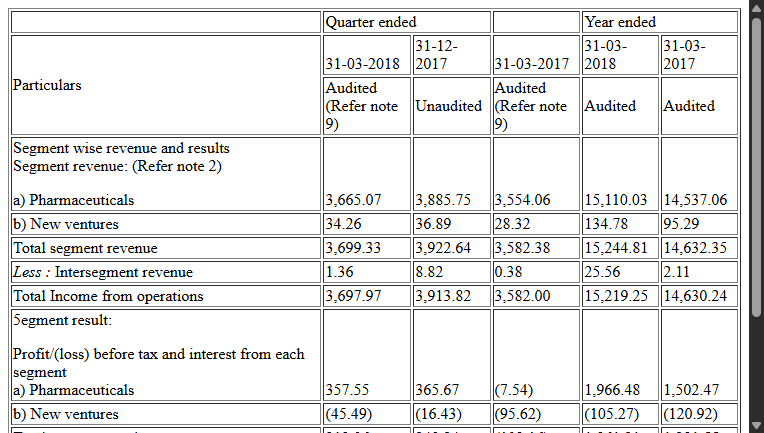 Quarter ended Year ended
Particulars 31-03-2018 31-12-2017 31-03-2017 31-03-2018 31-03-2017
Audited (Refer note 9) Unaudited Audited (Refer note 9) Audited Audited
Segment wise revenue and results
Segment revenue: (Refer note 2)
a) Pharmaceuticals 3,665.07 3,885.75 3,554.06 15,110.03 14,537.06
b) New ventures 34.26 36.89 28.32 134.78 95.29
Total segment revenue 3,699.33 3,922.64 3,582.38 15,244.81 14,632.35
Less : Intersegment revenue 1.36 8.82 0.38 25.56 2.11
Total Income from operations 3,697.97 3,913.82 3,582.00 15,219.25 14,630.24
5egment result:
Profit/(loss) before tax and interest from each
segment
a) Pharmaceuticals 357.55 365.67 (7.54) 1,966.48 1,502.47
b) New ventures (45.49) (16.43) (95.62) (105.27) (120.92)